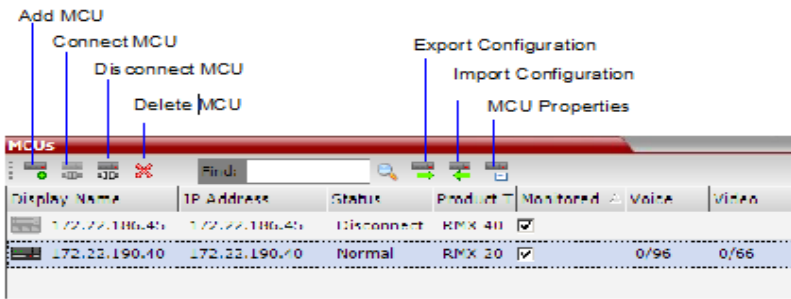 Add MCU
Connect MCU
Disconnect MCU
Delete MCU
Export Configuration
Import Configuration
MCU Properties
MCUs
Find:
Display Name IP Address Status Product T Monitored Voice Video
172.22.186.45 172.22.186.45 Disconnect RMX 40
172.22.190.40 172.22.190.40 Normal RMX 20 0/96 0/66